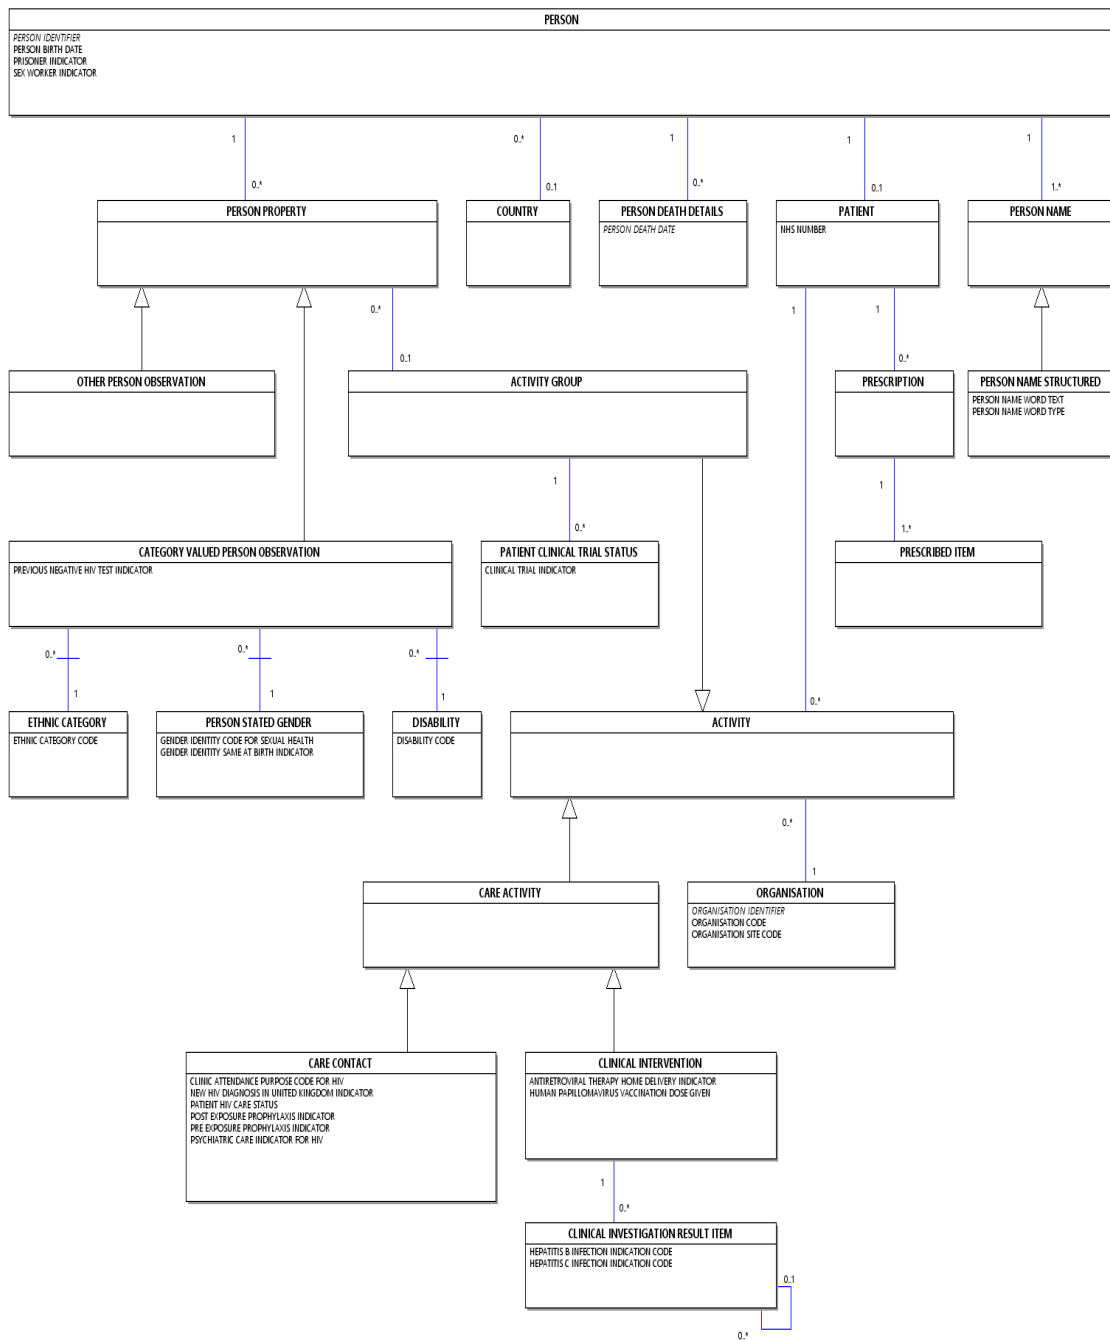 PERSON
PERSON IDENTIFIER
PERSON BIRTH DATE
PRISONER INDICATOR
SEX WORKER INDICATOR
1
0..*
1
1
1
0..*
0..1
0..*
0..1
1..*
PERSON PROPERTY
COUNTRY
PERSON DEATH DETAILS
PERSON DEATH DATE
PATIENT
NHS NUMBER
PERSON NAME
0..*
1
1
0..1
0..*
OTHER PERSON OBSERVATION
ACTIVITY GROUP
PRESCRIPTION
PERSON NAME STRUCTURED
PERSON NAME WORD TEXT
PERSON NAME WORD TYPE
1
1
0..*
1..*
CATEGORY VALUED PERSON OBSERVATION
PREVIOUS NEGATIVE HIV TEST INDICATOR
PATIENT CLINICAL TRIAL STATUS
CLINICAL TRIAL INDICATOR
PRESCRIBED ITEM
0..*
0..*
0..*
1
1
1
0..*
ETHNIC CATEGORY
ETHNIC CATEGORY CODE
PERSON STATED GENDER
GENDER IDENTITY CODE FOR SEXUAL HEALTH
GENDER IDENTITY SAME AT BIRTH INDICATOR
DISABILITY
DISABILITY CODE
ACTIVITY
0..*
1
CARE ACTIVITY
ORGANISATION
ORGANISATION IDENTIFIER
ORGANISATION CODE
ORGANISATION SITE CODE
CARE CONTACT
CLINIC ATTENDANCE PURPOSE CODE FOR HIV
NEW HIV DIAGNOSIS IN UNITED KINGDOM INDICATOR
PATIENT HIV CARE STATUS
POST EXPOSURE PROPHYLAXIS INDICATOR
PRE EXPOSURE PROPHYLAXIS INDICATOR
PSYCHIATRIC CARE INDICATOR FOR HIV
CLINICAL INTERVENTION
ANTIRETROVIRAL THERAPY HOME DELIVERY INDICATOR
HUMAN PAPILLOMAVIRUS VACCINATION DOSE GIVEN
1
0..*
CLINICAL INVESTIGATION RESULT ITEM
HEPATITIS B INFECTION INDICATION CODE
HEPATITIS C INFECTION INDICATION CODE
0..1
0..*